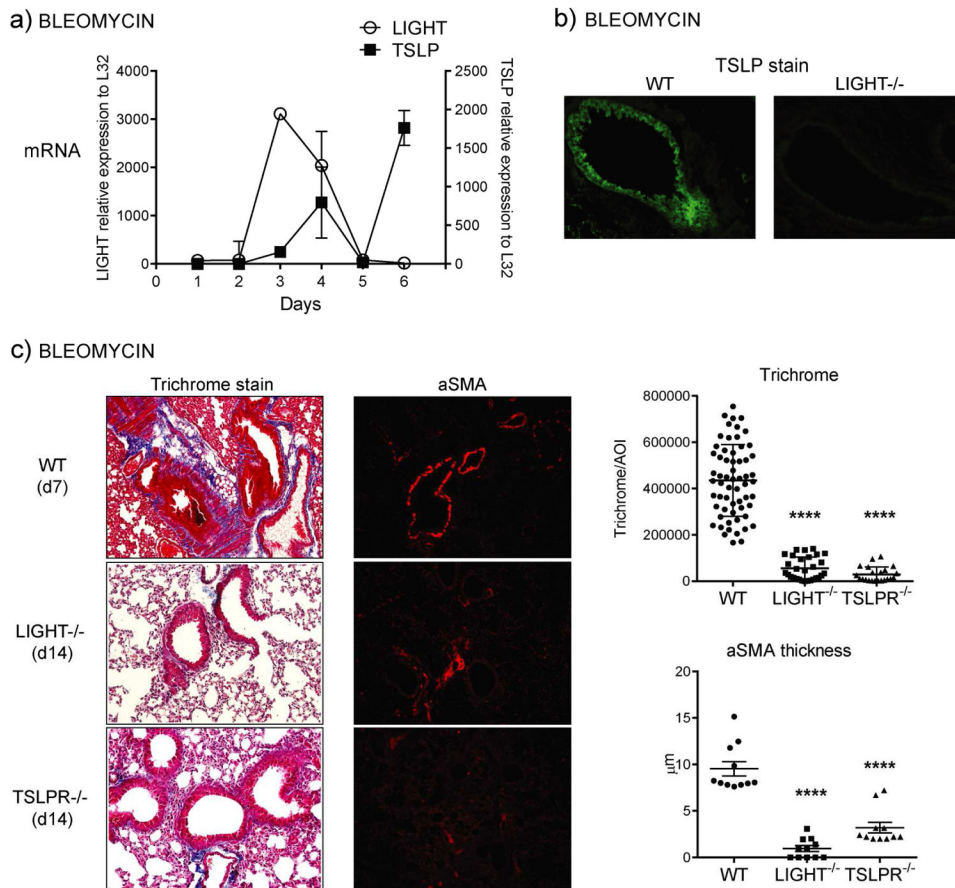 a) BLEOMYCIN
LIGHT
TSLP
mRNA
LIGHT relative expression to L32
4000
3000
2000
1000
0
TSLP relative expression to L32
2500
2000
1500
1000
500
0
0 1 2 3 4 5 6
Days
b) BLEOMYCIN
TSLP stain
WT LIGHT-/-
c) BLEOMYCIN
Trichrome stain aSMA
WT
(d7)
LIGHT-/-
(d14)
TSLPR-/-
(d14)
Trichrome
Trichrome/AOI
800000
600000
400000
200000
0
**** ****
WT LIGHT-/- TSLPR-/-
aSMA thickness
µm
20
15
10
5
0
**** ****
WT LIGHT-/- TSLPR-/-